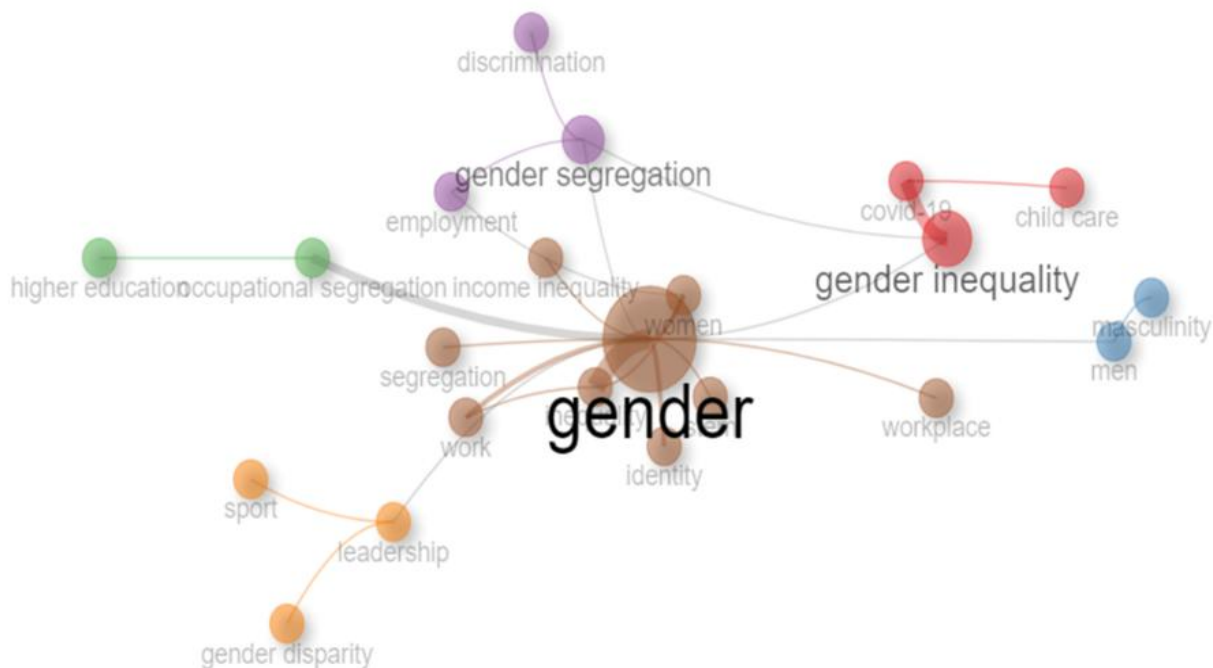 discrimination
gender segregation
covid-19
child care
employment
gender inequality
higher education
occupational segregation
income inequality
women
masculinity
segregation
men
inequality
gender
workplace
work
identity
sport
leadership
gender disparity